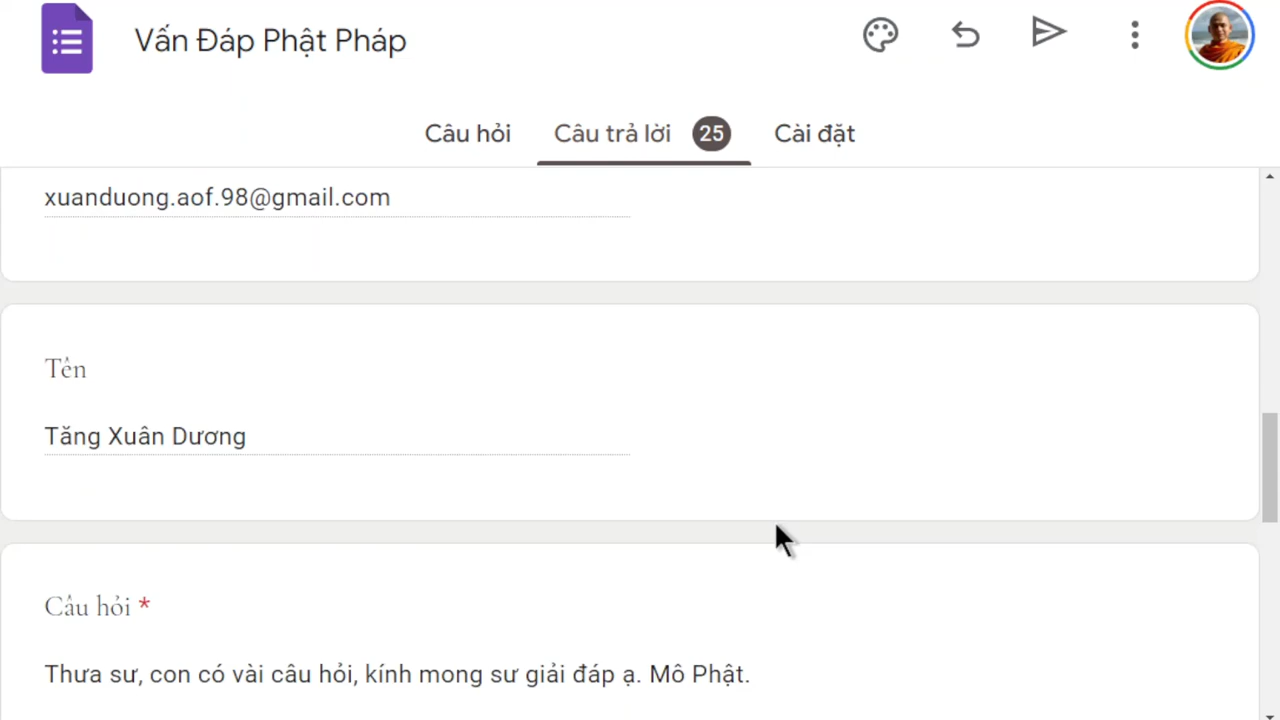 Vấn Đáp Phật Pháp
Câu hỏi
Câu trả lời 25
Cài đặt
xuanduong.aof.98@gmail.com
Tên
Tăng Xuân Dương
Câu hỏi *
Thưa sư, con có vài câu hỏi, kính mong sư giải đáp ạ. Mô Phật.